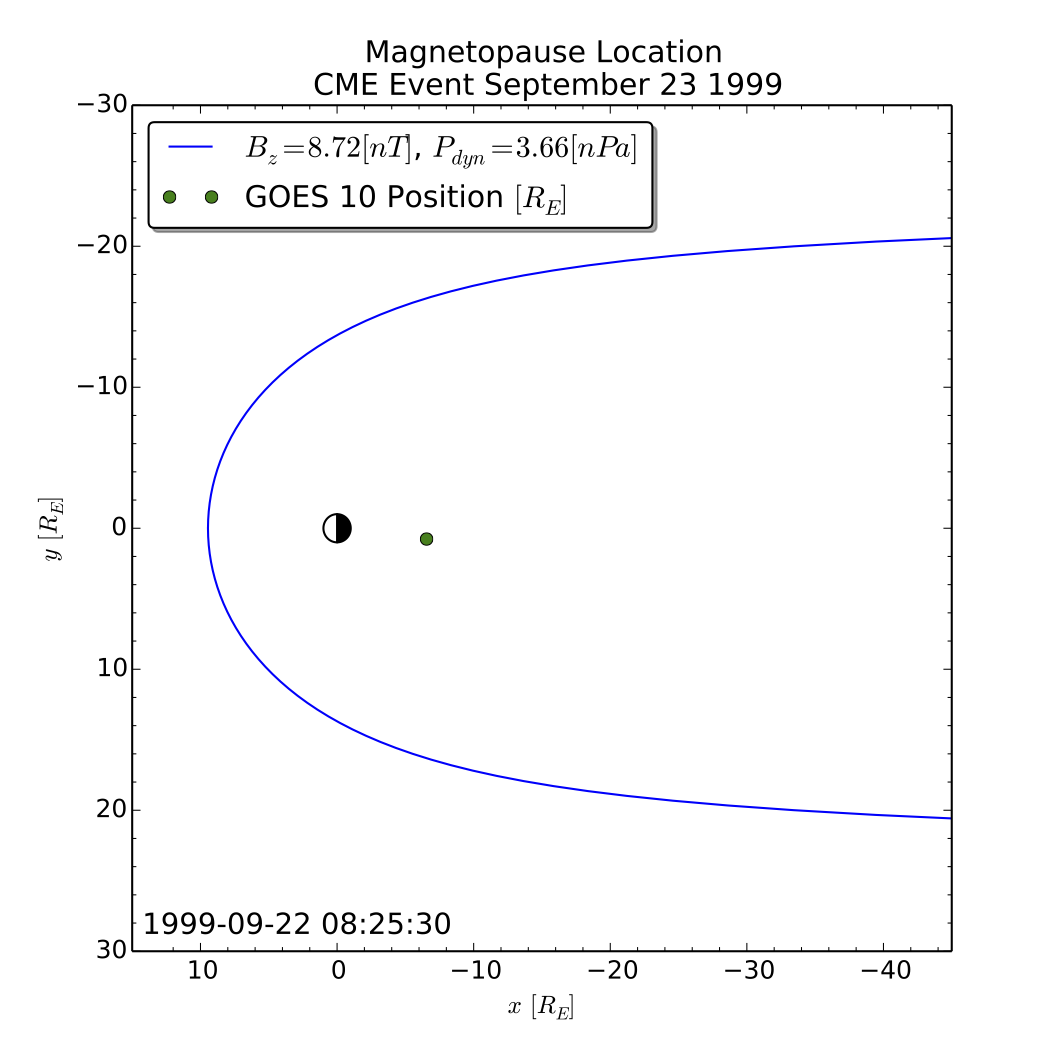 Magnetopause Location
CME Event September 23 1999
B_z=8.72[nT], P_dyn=3.66[nPa]
GOES 10 Position [R_E]
−30
−20
−10
0
10
20
30
y [R_E]
1999-09-22 08:25:30
10 0 −10 −20 −30 −40
x [R_E]